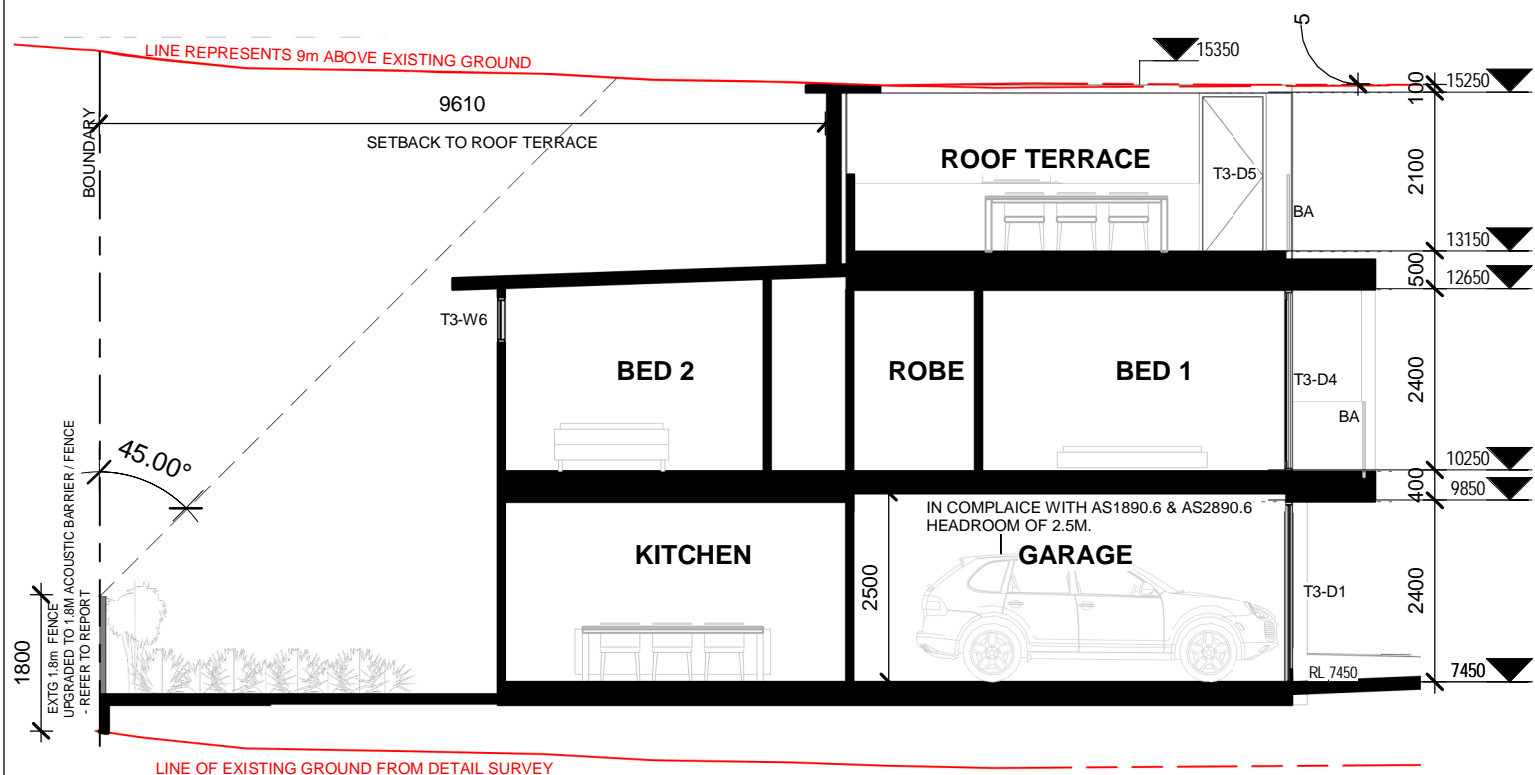 LINE REPRESENTS 9m ABOVE EXISTING GROUND
15350
5
15250
100
9610
SETBACK TO ROOF TERRACE
BOUNDARY
ROOF TERRACE
T3-D5
BA
2100
13150
500
12650
T3-W6
BED 2
ROBE
BED 1
T3-D4
BA
2400
10250
400
9850
45.00°
IN COMPLAICE WITH AS1890.6 & AS2890.6
HEADROOM OF 2.5M.
KITCHEN
GARAGE
2500
T3-D1
2400
RL 7450
7450
1800
EXTG 1.8m FENCE
UPGRADED TO 1.8M ACOUSTIC BARRIER / FENCE
- REFER TO REPORT
LINE OF EXISTING GROUND FROM DETAIL SURVEY